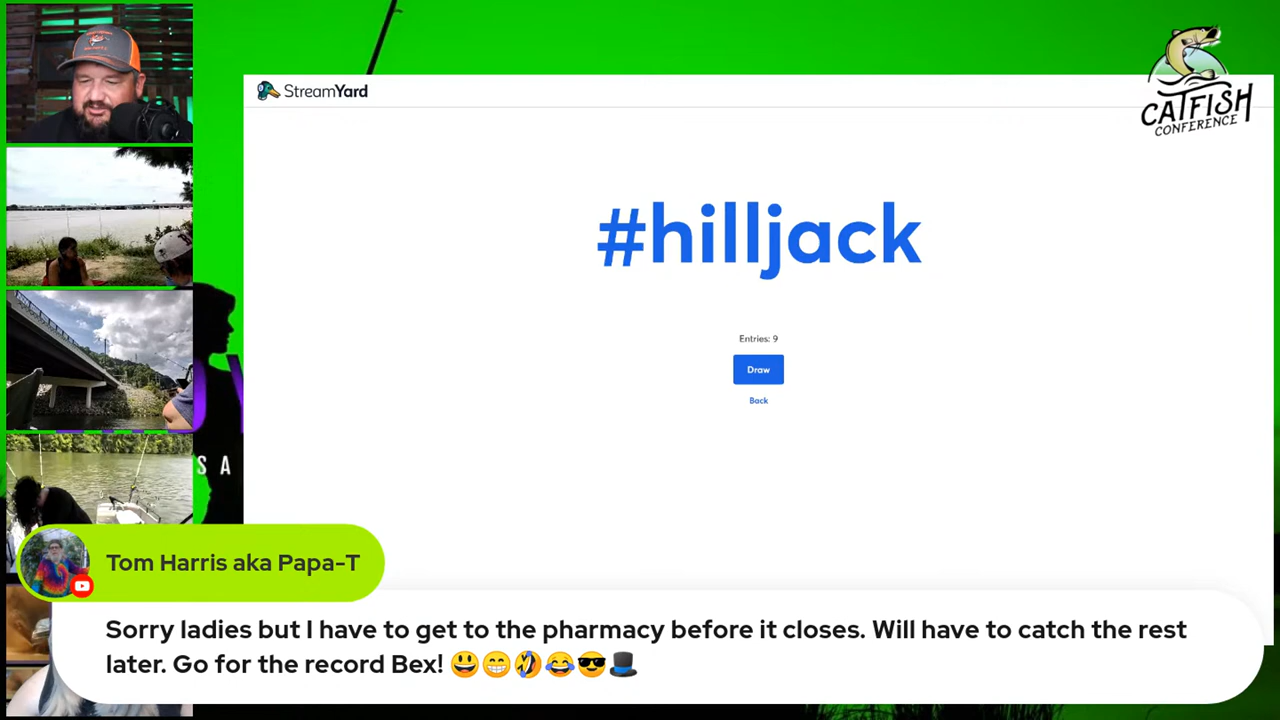 StreamYard
CATFISH
CONFERENCE
#hilljack
Entries: 9
Draw
Back
S A
Tom Harris aka Papa-T
Sorry ladies but I have to get to the pharmacy before it closes. Will have to catch the rest
later. Go for the record Bex! 😃😁🤣😂😎🎩